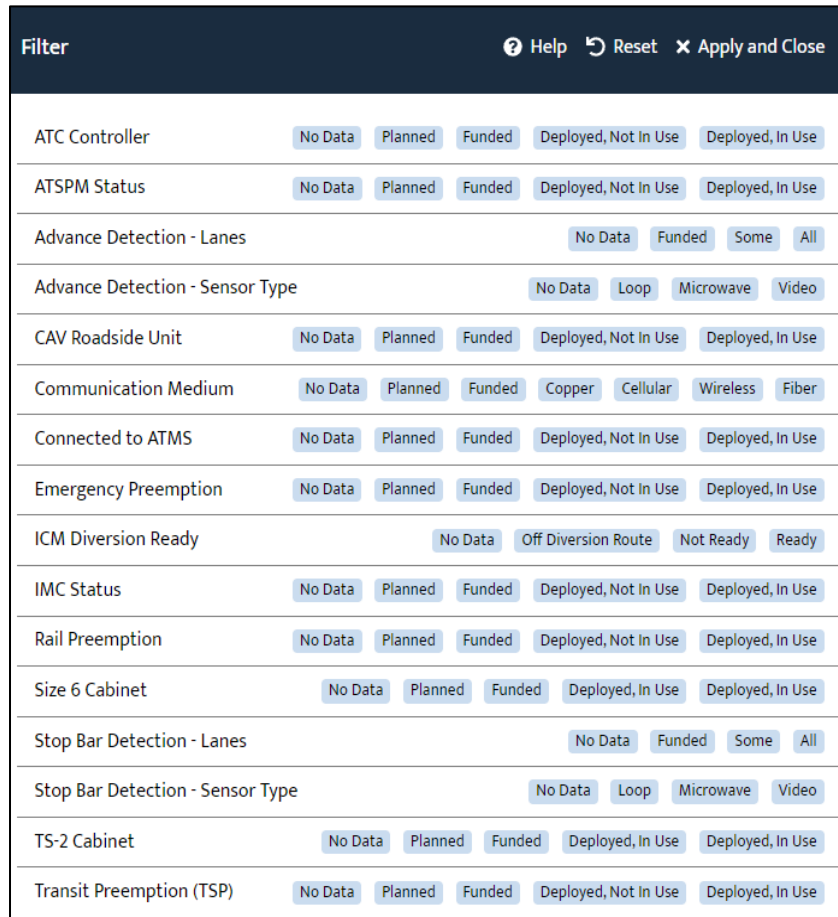 Filter Help Reset Apply and Close
ATC Controller No Data Planned Funded Deployed, Not In Use Deployed, In Use
ATSPM Status No Data Planned Funded Deployed, Not In Use Deployed, In Use
Advance Detection - Lanes No Data Funded Some All
Advance Detection - Sensor Type No Data Loop Microwave Video
CAV Roadside Unit No Data Planned Funded Deployed, Not In Use Deployed, In Use
Communication Medium No Data Planned Funded Copper Cellular Wireless Fiber
Connected to ATMS No Data Planned Funded Deployed, Not In Use Deployed, In Use
Emergency Preemption No Data Planned Funded Deployed, Not In Use Deployed, In Use
ICM Diversion Ready No Data Off Diversion Route Not Ready Ready
IMC Status No Data Planned Funded Deployed, Not In Use Deployed, In Use
Rail Preemption No Data Planned Funded Deployed, Not In Use Deployed, In Use
Size 6 Cabinet No Data Planned Funded Deployed, In Use Deployed, In Use
Stop Bar Detection - Lanes No Data Funded Some All
Stop Bar Detection - Sensor Type No Data Loop Microwave Video
TS-2 Cabinet No Data Planned Funded Deployed, In Use Deployed, In Use
Transit Preemption (TSP) No Data Planned Funded Deployed, Not In Use Deployed, In Use